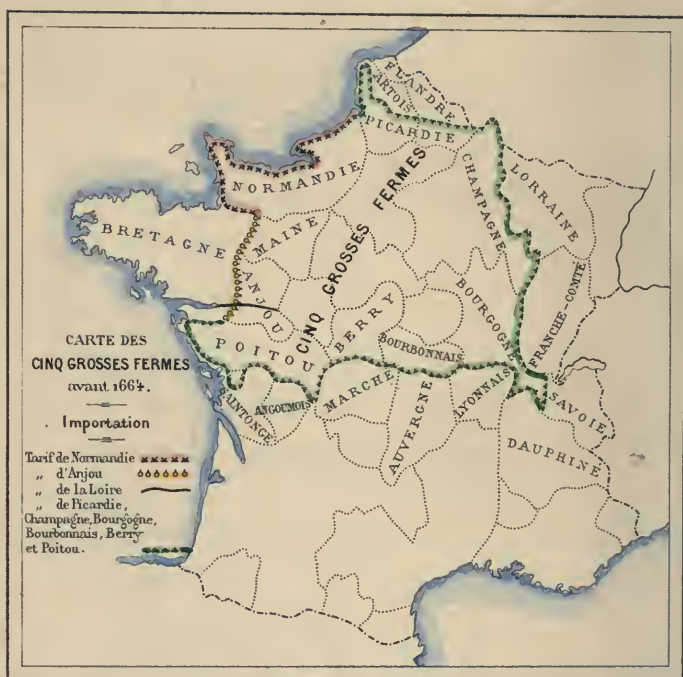 FLANDRE
ARTOIS
PICARDIE
NORMANDIE
CHAMPAGNE
LORRAINE
BRETAGNE
MAINE
ANJOU
CINQ GROSSES FERMES
BERRY
BOURGOGNE
FRANCHE-COMTE
POITOU
BOURBONNAIS
SAINTONGE
ANGOUMOIS
MARCHE
AUVERGNE
LYONNAIS
SAVOIE
DAUPHINE
CARTE DES
CINQ GROSSES FERMES
avant 1664.
Importation
Tarif de Normandie
„ d'Anjou
„ de la Loire
„ de Picardie,
Champagne, Bourgogne,
Bourbonnais, Berry
et Poitou.